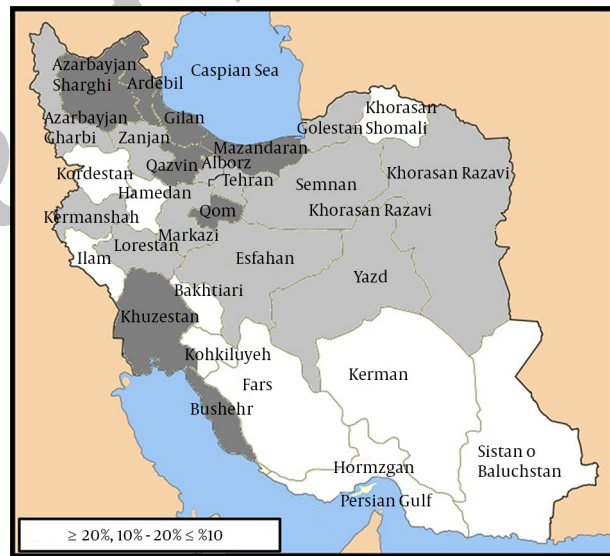 Caspian Sea
Azarbayjan
Sharghi
Ardebil
Khorasan
Shomali
Azarbayjan
Gharbi
Gilan
Golestan
Zanjan
Mazandaran
Qazvin
Alborz
Khorasan Razavi
Kordestan
Tehran
Hamedan
Semnan
Kermanshah
Qom
Khorasan Razavi
Markazi
Lorestan
Ilam
Esfahan
Yazd
Bakhtiari
Khuzestan
Kohkiluyeh
Fars
Kerman
Bushehr
Sistan o
Baluchstan
Hormzgan
Persian Gulf
≥ 20%, 10% - 20% ≤ %10